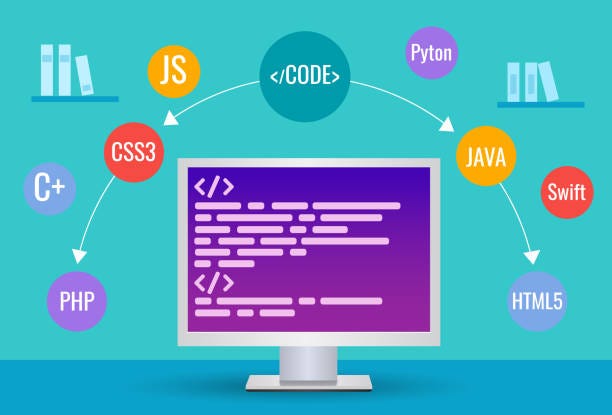 </CODE>
Pyton
JS
CSS3
JAVA
C+
Swift
</>
</>
PHP
HTML5